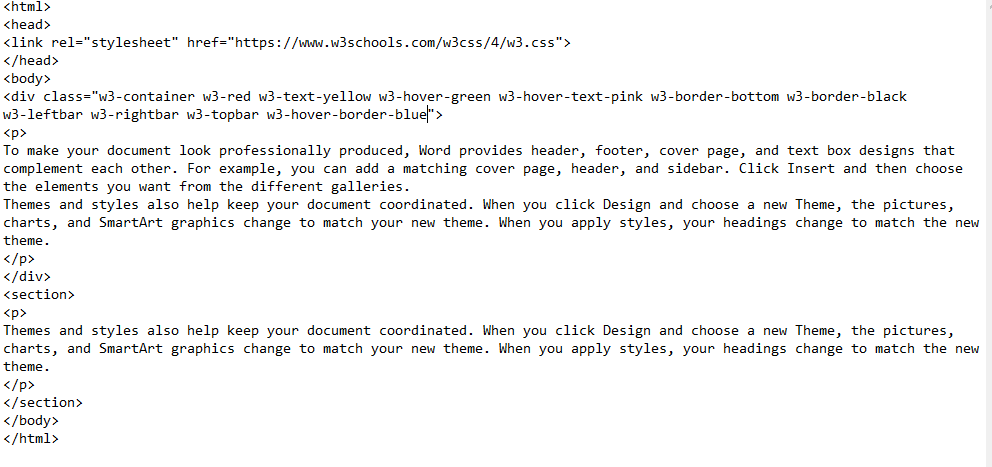 <html>
<head>
<link rel="stylesheet" href="https://www.w3schools.com/w3css/4/w3.css">
</head>
<body>
<div class="w3-container w3-red w3-text-yellow w3-hover-green w3-hover-text-pink w3-border-bottom w3-border-black
w3-leftbar w3-rightbar w3-topbar w3-hover-border-blue">
<p>
To make your document look professionally produced, Word provides header, footer, cover page, and text box designs that
complement each other. For example, you can add a matching cover page, header, and sidebar. Click Insert and then choose
the elements you want from the different galleries.
Themes and styles also help keep your document coordinated. When you click Design and choose a new Theme, the pictures,
charts, and SmartArt graphics change to match your new theme. When you apply styles, your headings change to match the new
theme.
</p>
</div>
<section>
<p>
Themes and styles also help keep your document coordinated. When you click Design and choose a new Theme, the pictures,
charts, and SmartArt graphics change to match your new theme. When you apply styles, your headings change to match the new
theme.
</p>
</section>
</body>
</html>